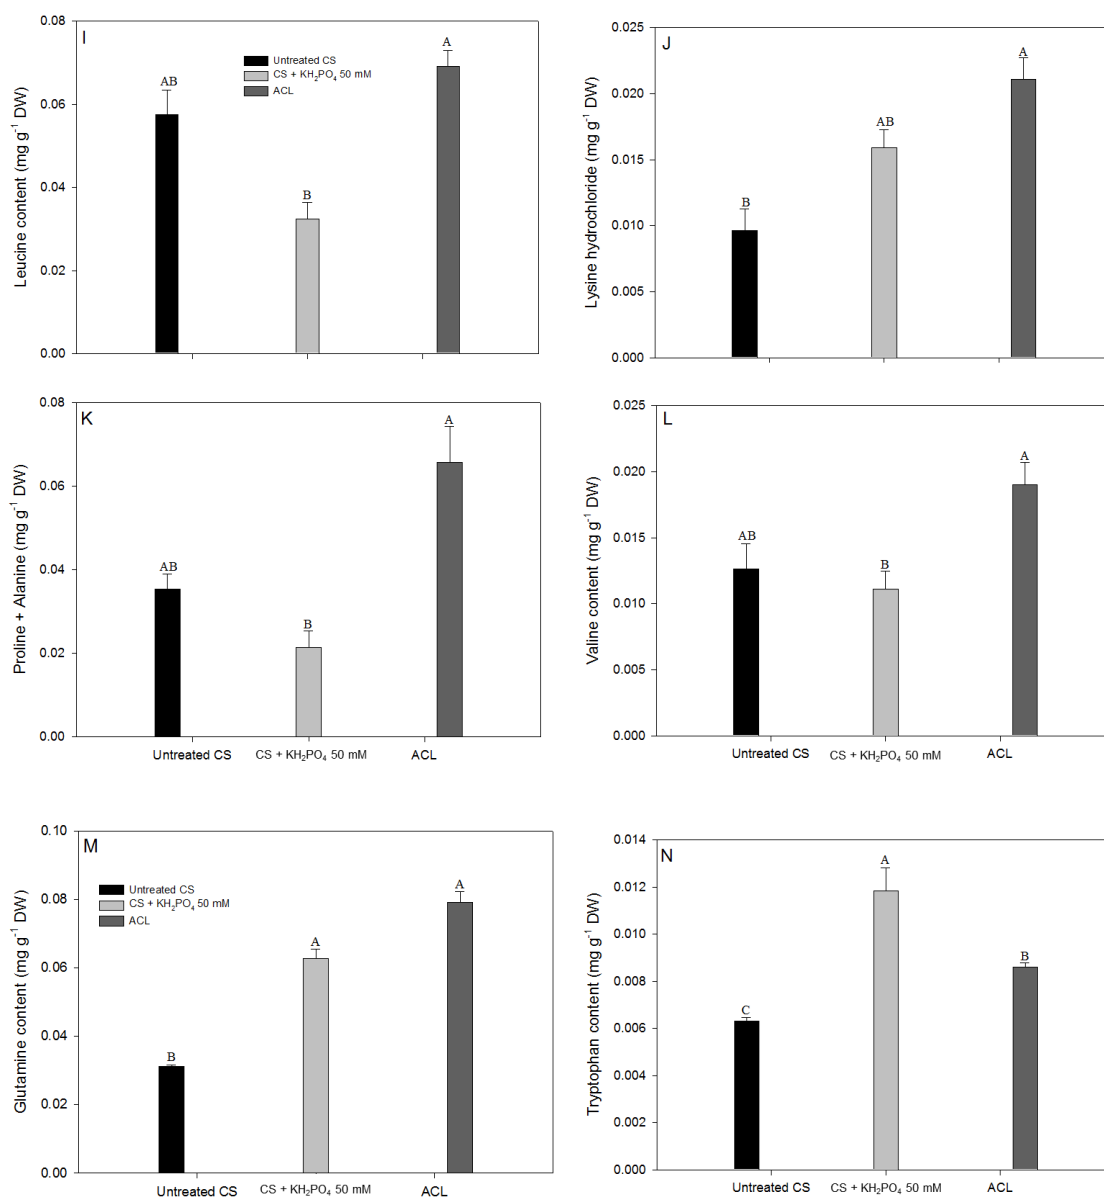 I
Untreated CS
CS + KH₂PO₄ 50 mM
ACL
Leucine content (mg g⁻¹ DW)
0.08
0.06
0.04
0.02
0.00
AB
B
A
J
Lysine hydrochloride (mg g⁻¹ DW)
0.025
0.020
0.015
0.010
0.005
0.000
B
AB
A
K
Proline + Alanine (mg g⁻¹ DW)
0.08
0.06
0.04
0.02
0.00
AB
B
A
Untreated CS
CS + KH₂PO₄ 50 mM
ACL
L
Valine content (mg g⁻¹ DW)
0.025
0.020
0.015
0.010
0.005
0.000
AB
B
A
Untreated CS
CS + KH₂PO₄ 50 mM
ACL
M
Untreated CS
CS + KH₂PO₄ 50 mM
ACL
Glutamine content (mg g⁻¹ DW)
0.10
0.08
0.06
0.04
0.02
0.00
B
A
A
Untreated CS
CS + KH₂PO₄ 50 mM
ACL
N
Tryptophan content (mg g⁻¹ DW)
0.014
0.012
0.010
0.008
0.006
0.004
0.002
0.000
C
A
B
Untreated CS
CS + KH₂PO₄ 50 mM
ACL